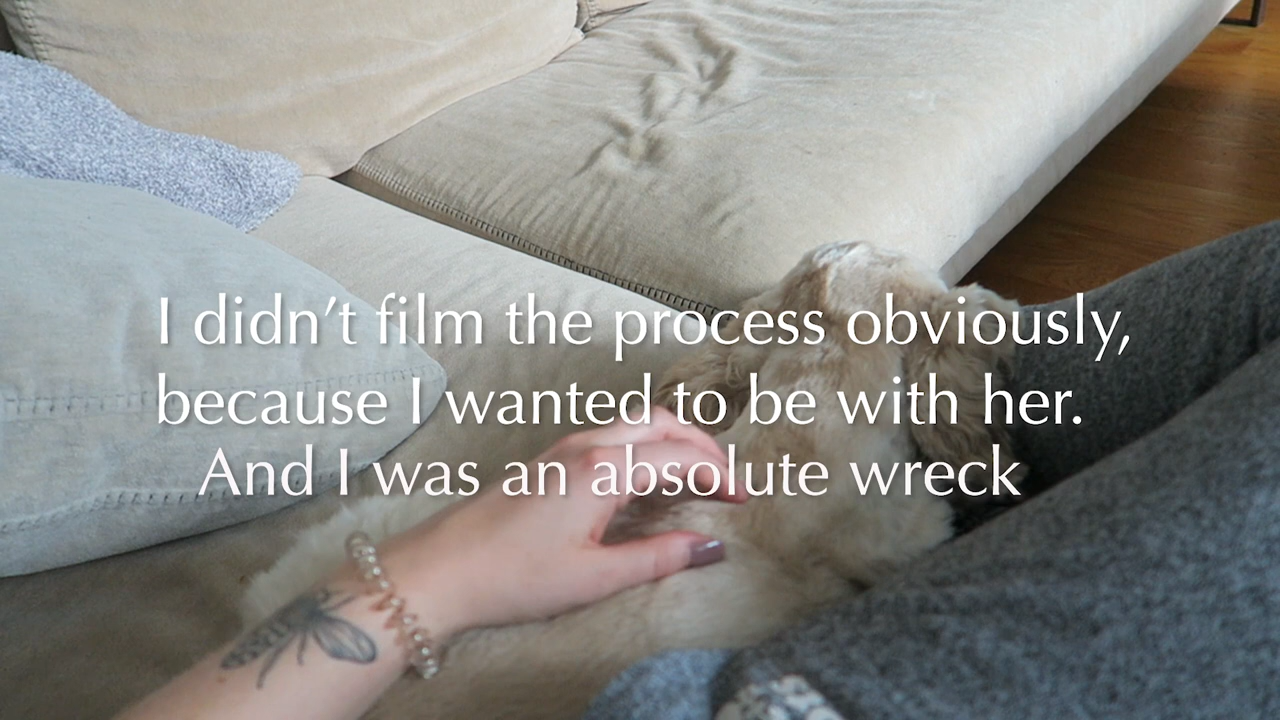 I didn’t film the process obviously,
because I wanted to be with her.
And I was an absolute wreck